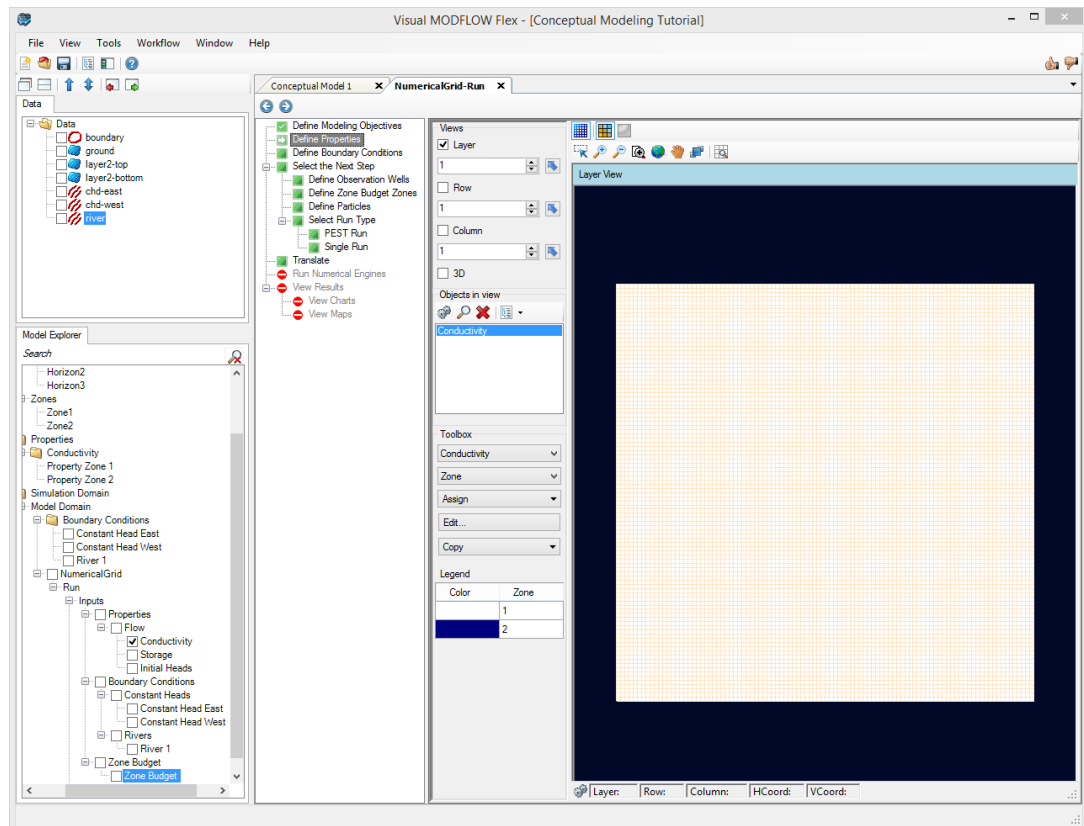 Visual MODFLOW Flex - [Conceptual Modeling Tutorial]
File View Tools Workflow Window Help
Data
Data
boundary
ground
layer2-top
layer2-bottom
chd-east
chd-west
river
Model Explorer
Search
Horizon2
Horizon3
Zones
Zone1
Zone2
Properties
Conductivity
Property Zone 1
Property Zone 2
Simulation Domain
Model Domain
Boundary Conditions
Constant Head East
Constant Head West
River 1
NumericalGrid
Run
Inputs
Properties
Flow
Conductivity
Storage
Initial Heads
Boundary Conditions
Constant Heads
Constant Head East
Constant Head West
Rivers
River 1
Zone Budget
Zone Budget
Conceptual Model 1 NumericalGrid-Run
Define Modeling Objectives
Define Properties
Define Boundary Conditions
Select the Next Step
Define Observation Wells
Define Zone Budget Zones
Define Particles
Select Run Type
PEST Run
Single Run
Translate
Run Numerical Engines
View Results
View Charts
View Maps
Views
Layer
1
Row
1
Column
1
3D
Objects in view
Conductivity
Toolbox
Conductivity
Zone
Assign
Edit...
Copy
Legend
Color Zone
1
2
Layer View
Layer: Row: Column: HCoord: VCoord: